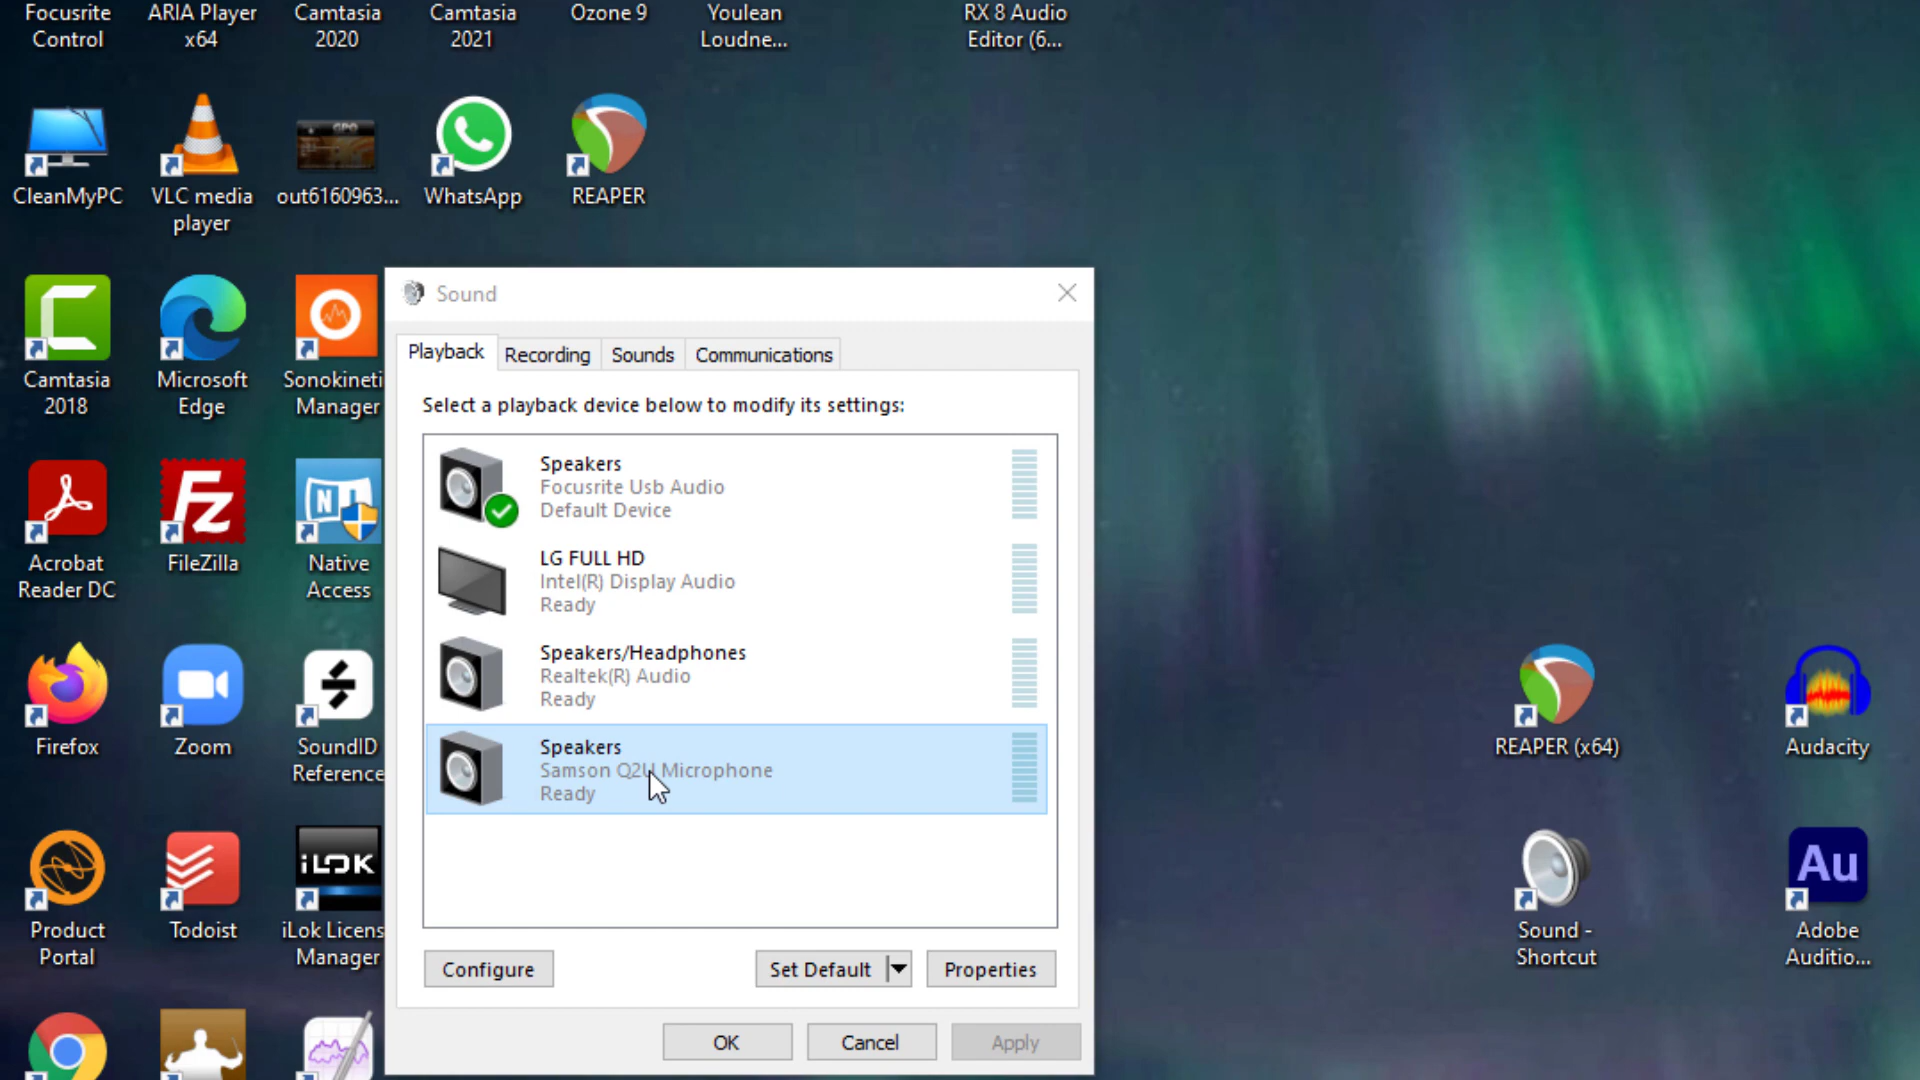 Focusrite
Control
ARIA Player
x64
Camtasia
2020
Camtasia
2021
Ozone 9
Youlean
Loudne...
RX 8 Audio
Editor (6...
GPO
CleanMyPC
VLC media
player
out6160963...
WhatsApp
REAPER
Camtasia
2018
Microsoft
Edge
Sonokineti
Manager
Acrobat
Reader DC
Fz
FileZilla
Native
Access
Firefox
Zoom
SoundID
Reference
Product
Portal
Todoist
iLOK
iLok Licens
Manager
Sound
Playback
Recording
Sounds
Communications
Select a playback device below to modify its settings:
Speakers
Focusrite Usb Audio
Default Device
LG FULL HD
Intel(R) Display Audio
Ready
Speakers/Headphones
Realtek(R) Audio
Ready
Speakers
Samson Q2U Microphone
Ready
Configure
Set Default
Properties
OK
Cancel
Apply
REAPER (x64)
Audacity
Sound -
Shortcut
Au
Adobe
Auditio...